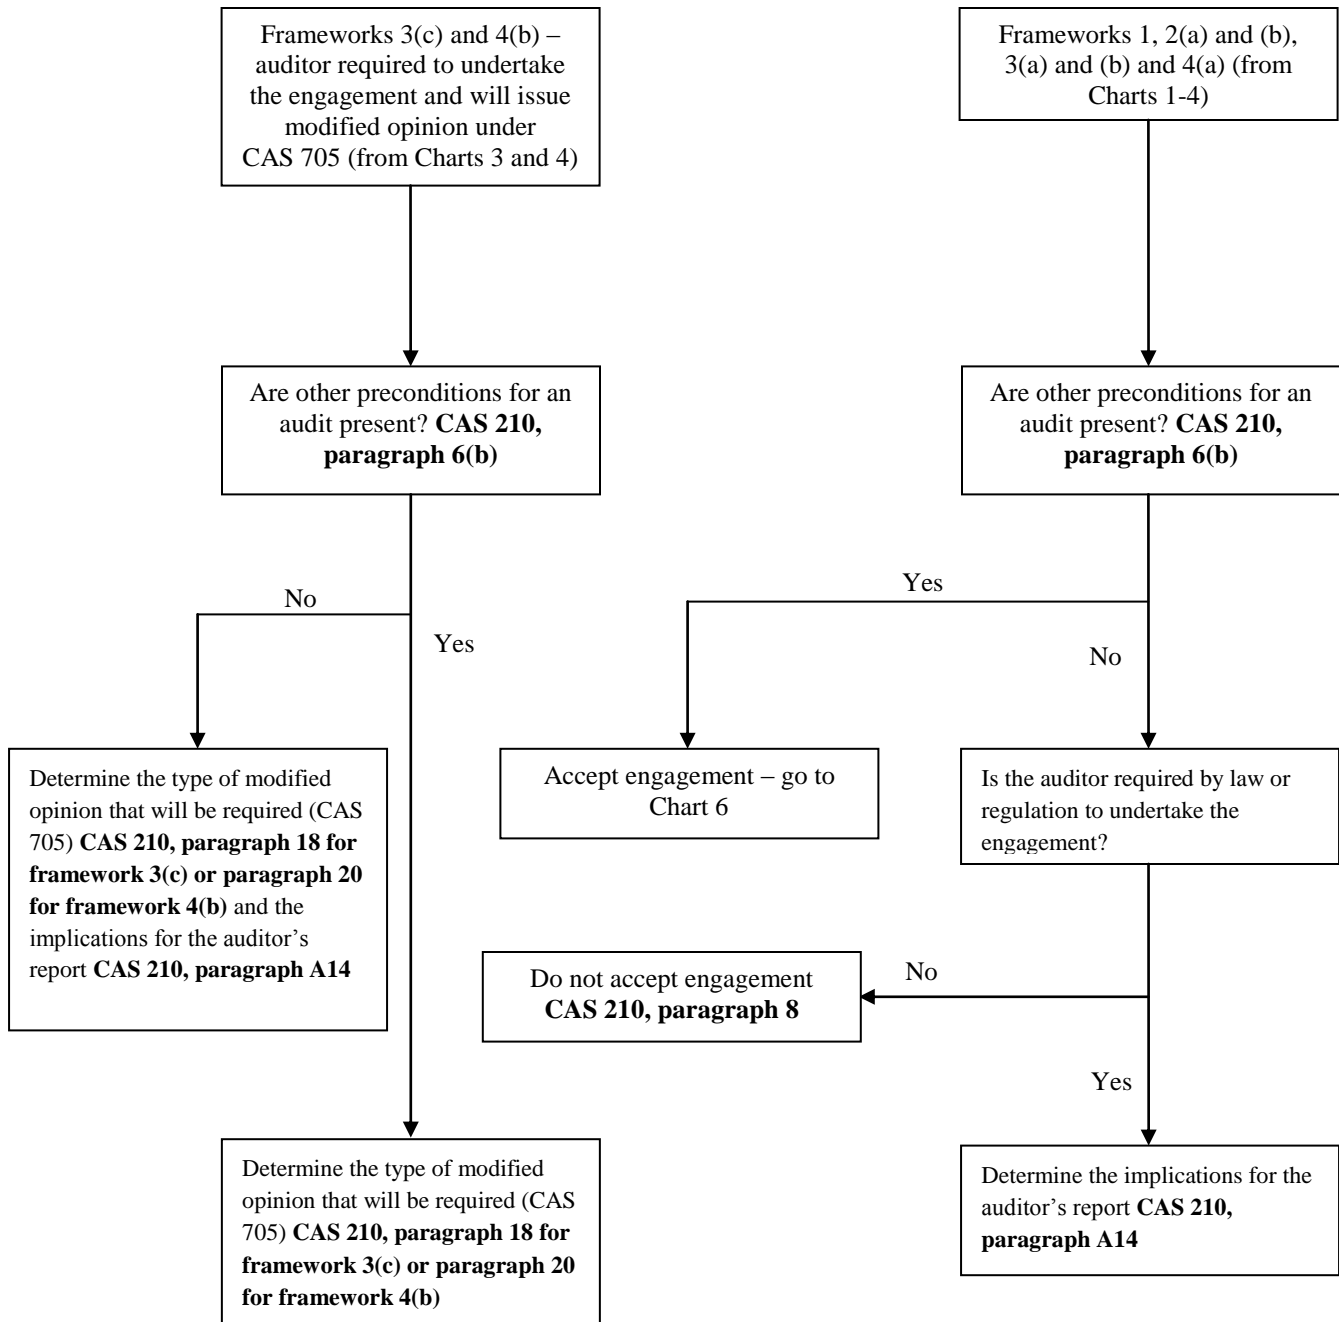 Frameworks 3(c) and 4(b) –
auditor required to undertake
the engagement and will issue
modified opinion under
CAS 705 (from Charts 3 and 4)
Frameworks 1, 2(a) and (b),
3(a) and (b) and 4(a) (from
Charts 1-4)
Are other preconditions for an
audit present? CAS 210,
paragraph 6(b)
Are other preconditions for an
audit present? CAS 210,
paragraph 6(b)
No
Yes
Yes
No
Determine the type of modified
opinion that will be required (CAS
705) CAS 210, paragraph 18 for
framework 3(c) or paragraph 20
for framework 4(b) and the
implications for the auditor’s
report CAS 210, paragraph A14
Accept engagement – go to
Chart 6
Is the auditor required by law or
regulation to undertake the
engagement?
Do not accept engagement
CAS 210, paragraph 8
No
Yes
Determine the type of modified
opinion that will be required (CAS
705) CAS 210, paragraph 18 for
framework 3(c) or paragraph 20
for framework 4(b)
Determine the implications for the
auditor’s report CAS 210,
paragraph A14